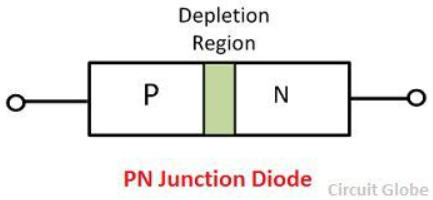 Depletion
Region
P
N
PN Junction Diode
Circuit Globe